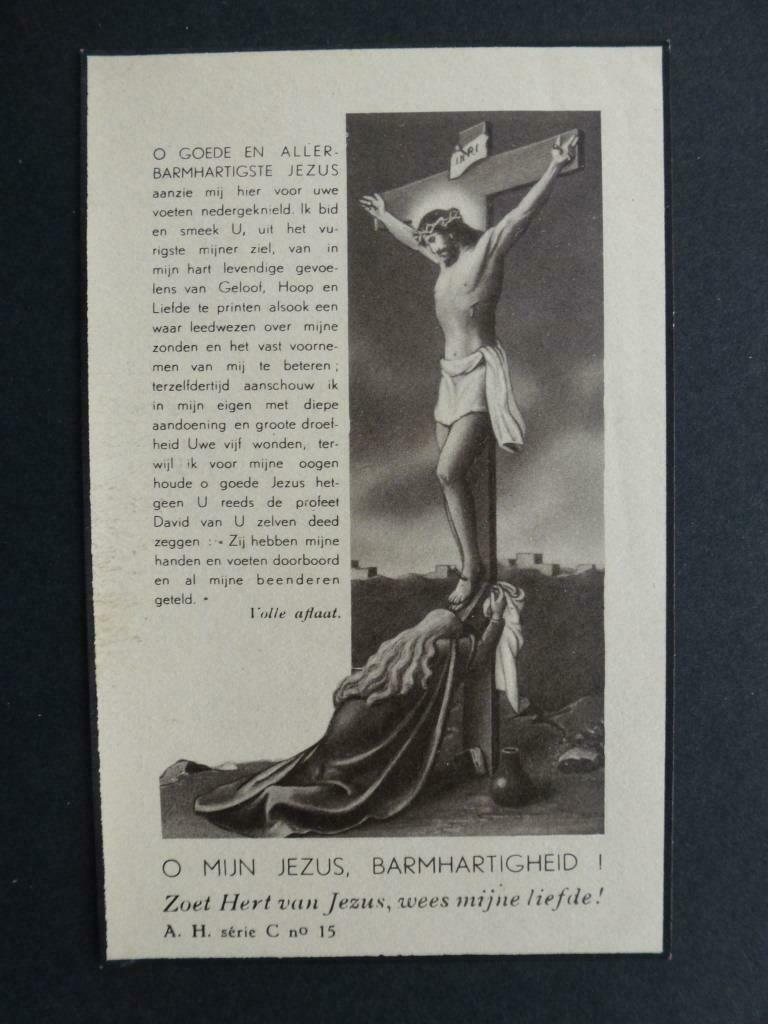 O GOEDE EN ALLER-
BARMHARTIGSTE JEZUS
aanzie mij hier voor uwe
voeten nedergeknield. Ik bid
en smeek U, uit het vu-
rigste mijner ziel, van in
mijn hart levendige gevoe-
lens van Geloof, Hoop en
Liefde te printen alsook een
waar leedwezen over mijne
zonden en het vast voorne-
men van mij te beteren ;
terzelfdertijd aanschouw ik
in mijn eigen met diepe
aandoening en groote droef-
heid Uwe vijf wonden, ter-
wijl ik voor mijne oogen
houde o goede Jezus het-
geen U reeds de profeet
David van U zelven deed
zeggen : « Zij hebben mijne
handen en voeten doorboord
en al mijne beenderen
geteld. »
Volle aflaat.
INRI
O MIJN JEZUS, BARMHARTIGHEID !
Zoet Hert van Jezus, wees mijne liefde!
A. H. série C no 15